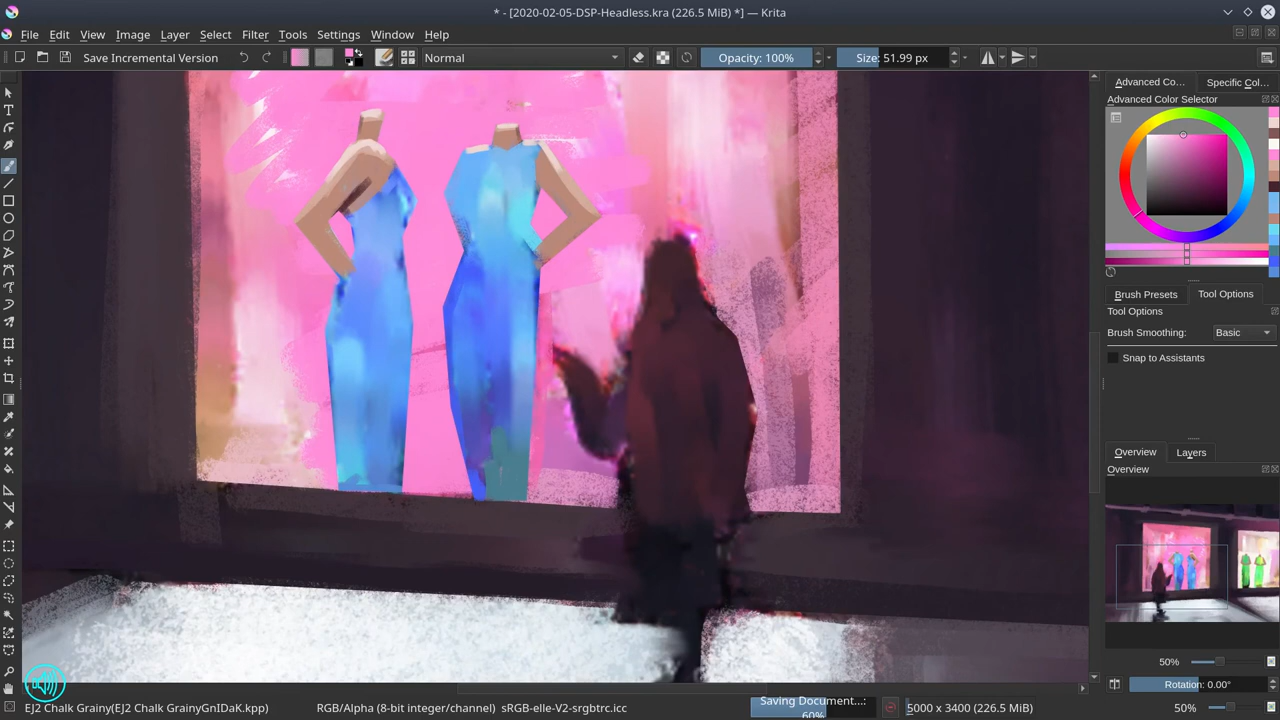 * - [2020-02-05-DSP-Headless.kra (226.5 MiB) *] — Krita
File Edit View Image Layer Select Filter Tools Settings Window Help
Save Incremental Version Normal Opacity: 100% Size: 51.99 px
Advanced Co... Specific Col...
Advanced Color Selector
Brush Presets Tool Options
Tool Options
Brush Smoothing: Basic
Snap to Assistants
Overview Layers
Overview
50%
Rotation: 0.00°
EJ2 Chalk Grainy(EJ2 Chalk GrainyGnIDaK.kpp) RGB/Alpha (8-bit integer/channel) sRGB-elle-V2-srgbtrc.icc Saving Document...: 60% 5000 x 3400 (226.5 MiB) 50%